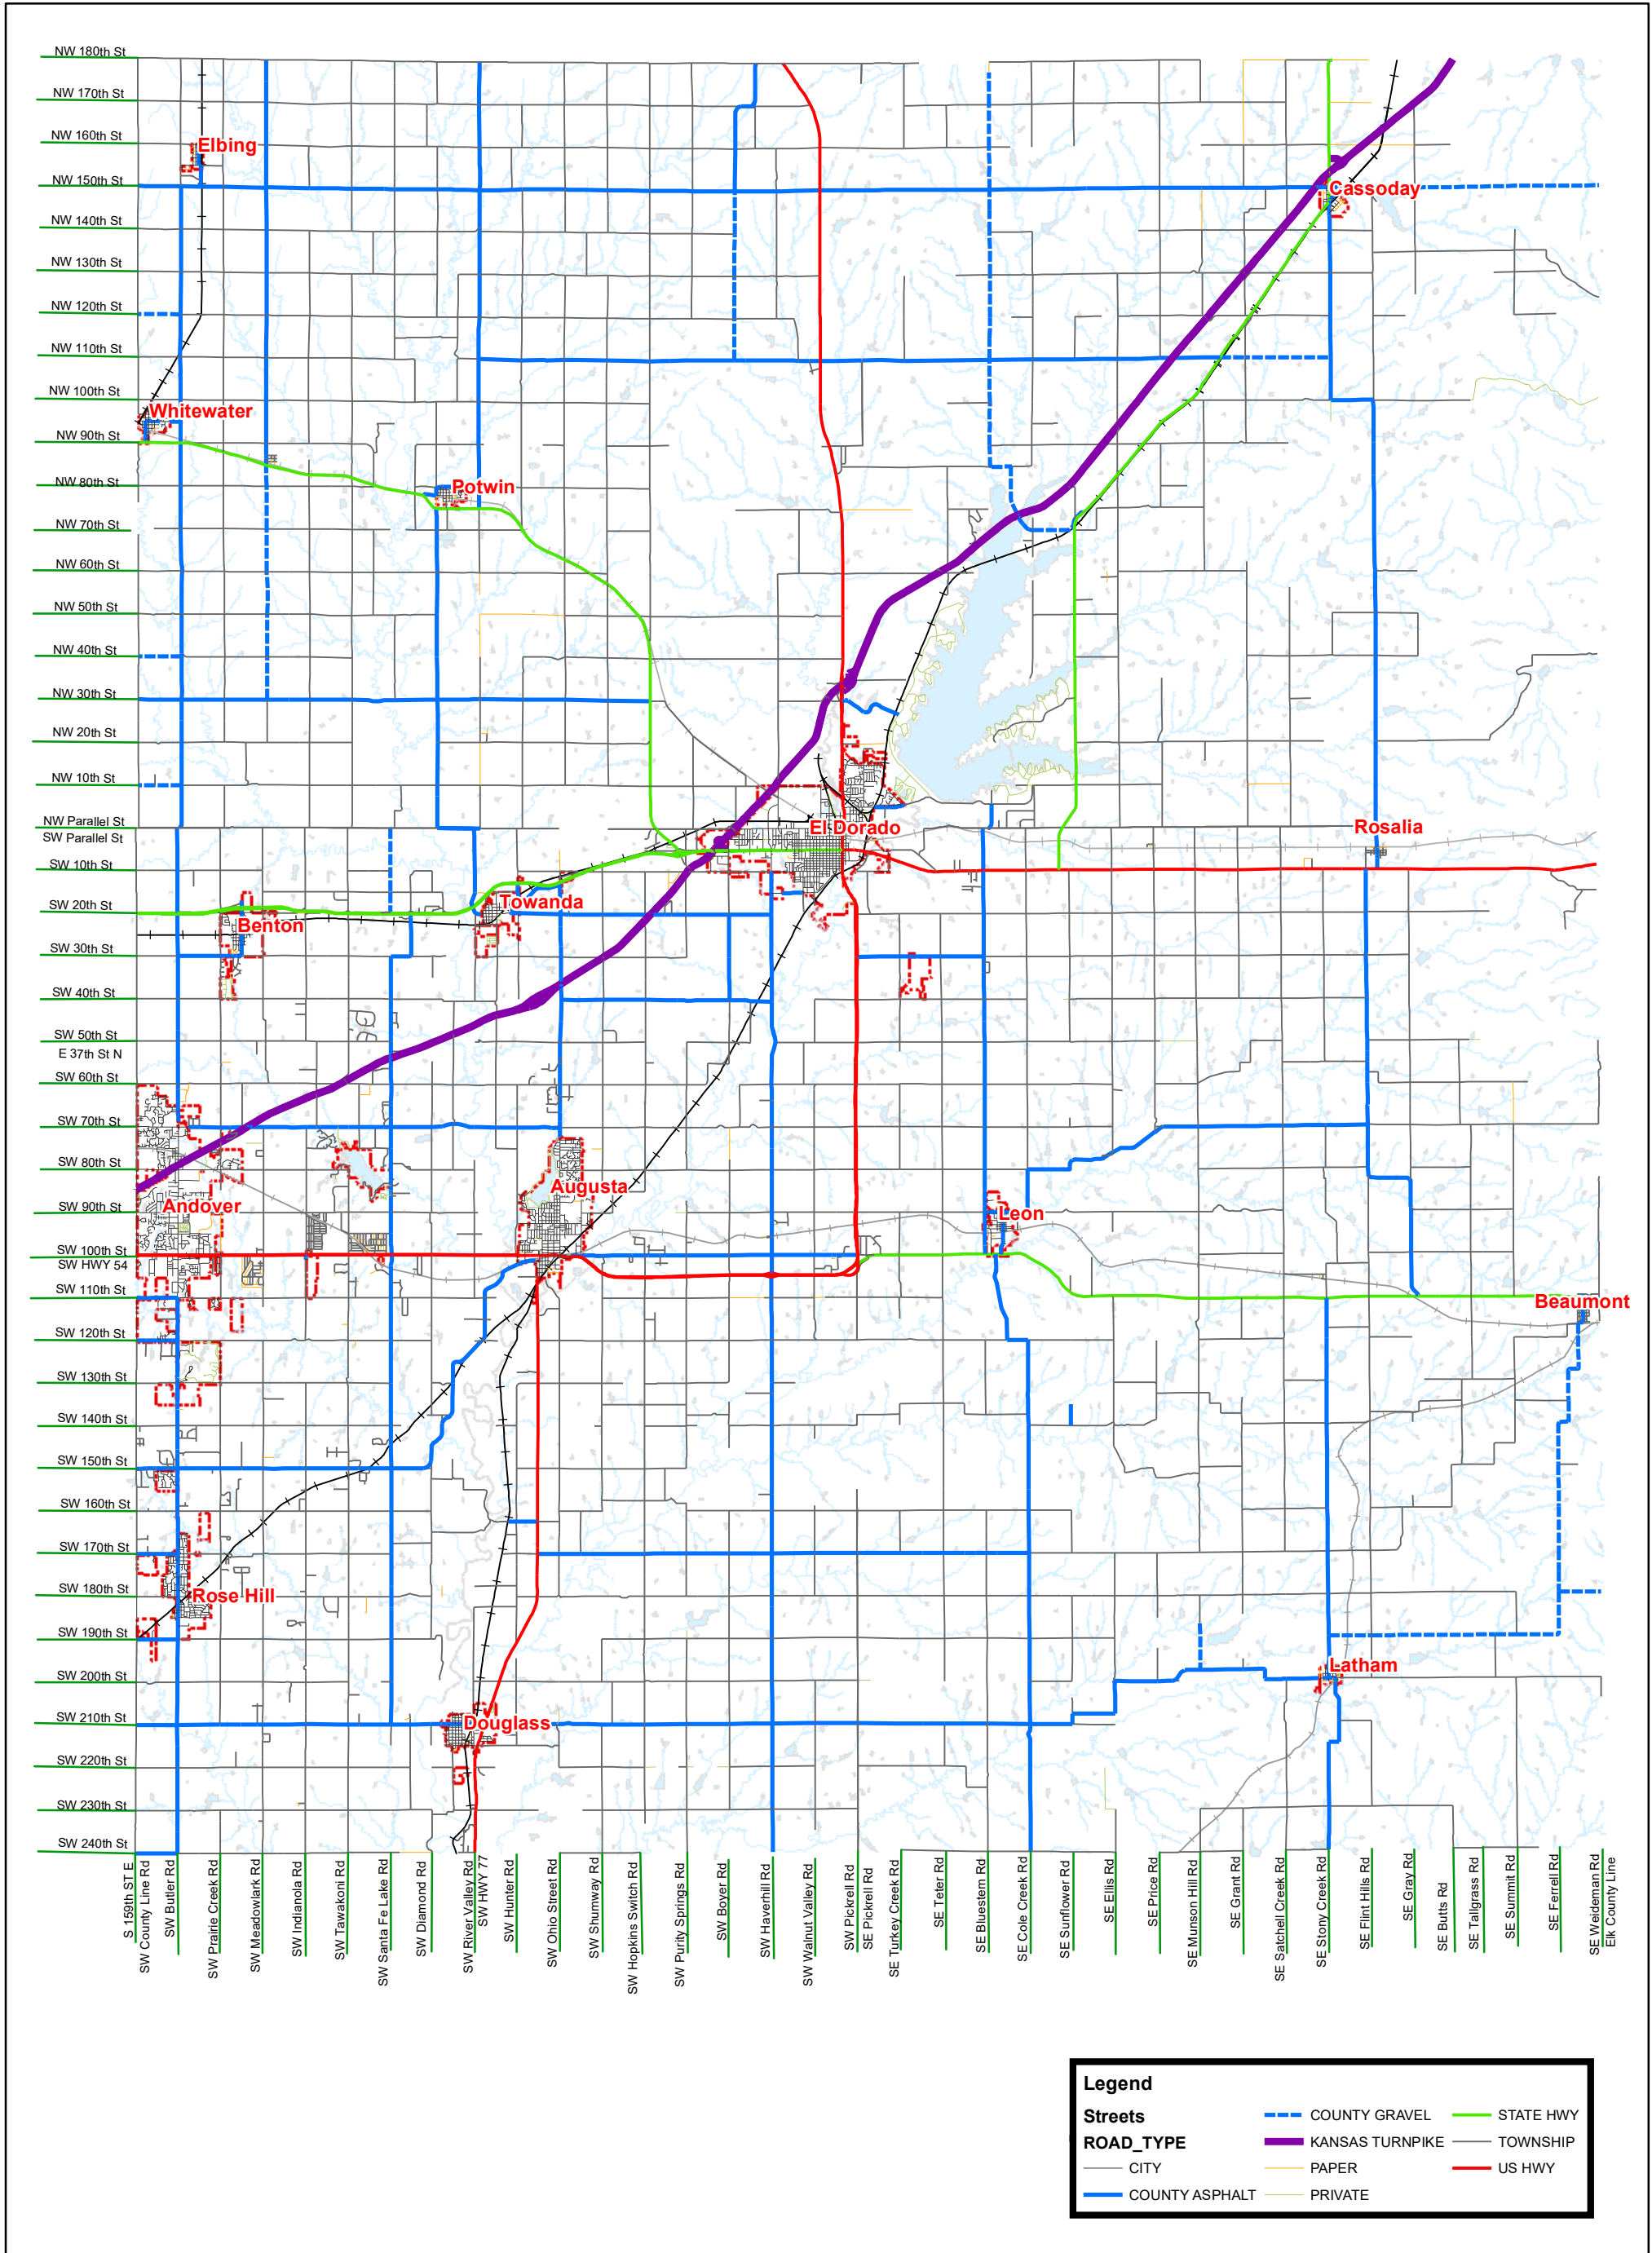 NW 180th St
NW 170th St
NW 160th St
Elbing
NW 150th St
Cassoday
NW 140th St
NW 130th St
NW 120th St
NW 110th St
NW 100th St
Whitewater
NW 90th St
NW 80th St
Potwin
NW 70th St
NW 60th St
NW 50th St
NW 40th St
NW 30th St
NW 20th St
NW 10th St
NW Parallel St
El Dorado
Rosalia
SW Parallel St
SW 10th St
Towanda
SW 20th St
Benton
SW 30th St
SW 40th St
SW 50th St
E 37th St N
SW 60th St
SW 70th St
SW 80th St
Augusta
SW 90th St
Andover
Leon
SW 100th St
SW HWY 54
SW 110th St
Beaumont
SW 120th St
SW 130th St
SW 140th St
SW 150th St
SW 160th St
SW 170th St
SW 180th St
Rose Hill
SW 190th St
Latham
SW 200th St
SW 210th St
Douglass
SW 220th St
SW 230th St
SW 240th St
S 159th ST E
SW County Line Rd
SW Butler Rd
SW Prairie Creek Rd
SW Meadowlark Rd
SW Indianola Rd
SW Tawakoni Rd
SW Santa Fe Lake Rd
SW Diamond Rd
SW River Valley Rd
SW HWY 77
SW Hunter Rd
SW Ohio Street Rd
SW Shumway Rd
SW Hopkins Switch Rd
SW Purity Springs Rd
SW Boyer Rd
SW Haverhill Rd
SW Walnut Valley Rd
SW Pickrell Rd
SE Pickrell Rd
SE Turkey Creek Rd
SE Teter Rd
SE Bluestem Rd
SE Cole Creek Rd
SE Sunflower Rd
SE Ellis Rd
SE Price Rd
SE Munson Hill Rd
SE Grant Rd
SE Satchell Creek Rd
SE Stony Creek Rd
SE Flint Hills Rd
SE Gray Rd
SE Butts Rd
SE Tallgrass Rd
SE Summit Rd
SE Ferrell Rd
SE Weideman Rd
Elk County Line
Legend
Streets
ROAD_TYPE
CITY
COUNTY ASPHALT
COUNTY GRAVEL
KANSAS TURNPIKE
PAPER
PRIVATE
STATE HWY
TOWNSHIP
US HWY